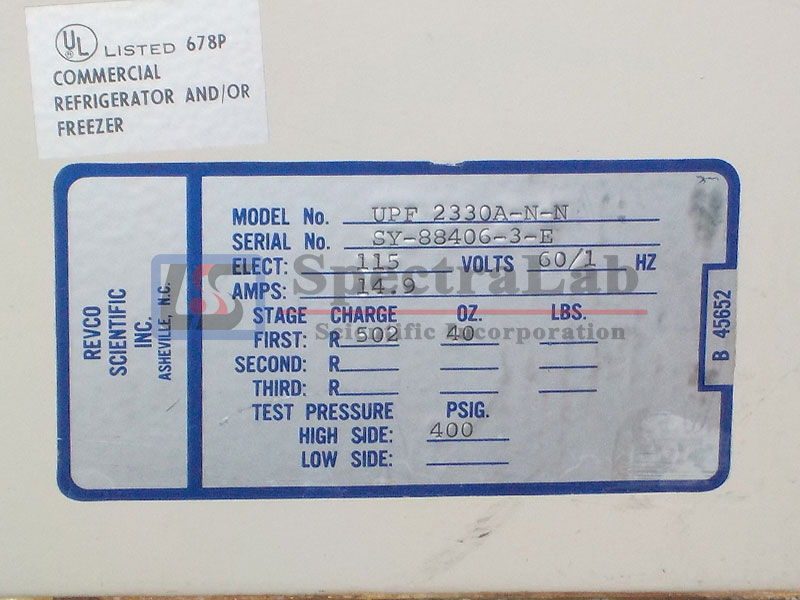 UL LISTED 678P
COMMERCIAL
REFRIGERATOR AND/OR
FREEZER
REVCO
SCIENTIFIC
INC.
ASHEVILLE, N.C.
MODEL No. UPF 2330A-N-N
SERIAL No. SY-88406-3-E
ELECT: 115 VOLTS 60/1 HZ
AMPS: 14.9
STAGE CHARGE OZ. LBS.
FIRST: R 502 40
SECOND: R
THIRD: R
TEST PRESSURE PSIG.
HIGH SIDE: 400
LOW SIDE:
B 45652
SpectraLab
Scientific Incorporation